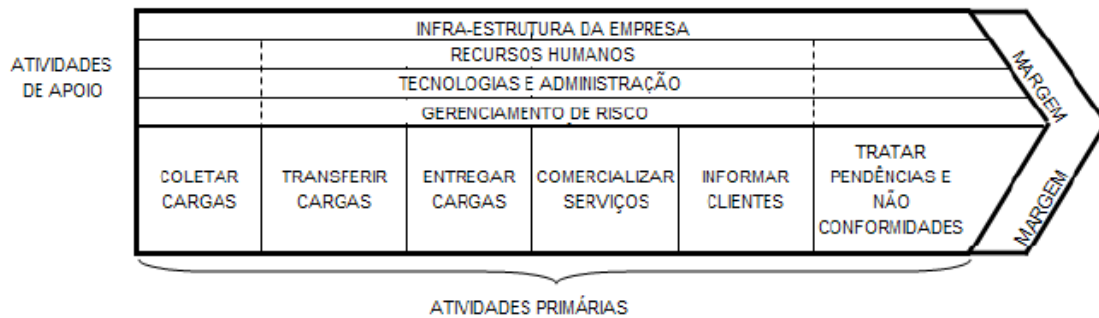 INFRA-ESTRUTURA DA EMPRESA
RECURSOS HUMANOS
TECNOLOGIAS E ADMINISTRAÇÃO
GERENCIAMENTO DE RISCO
ATIVIDADES
DE APOIO
MARGEM
MARGEM
COLETAR
CARGAS
TRANSFERIR
CARGAS
ENTREGAR
CARGAS
COMERCIALIZAR
SERVIÇOS
INFORMAR
CLIENTES
TRATAR
PENDÊNCIAS E
NÃO
CONFORMIDADES
ATIVIDADES PRIMÁRIAS